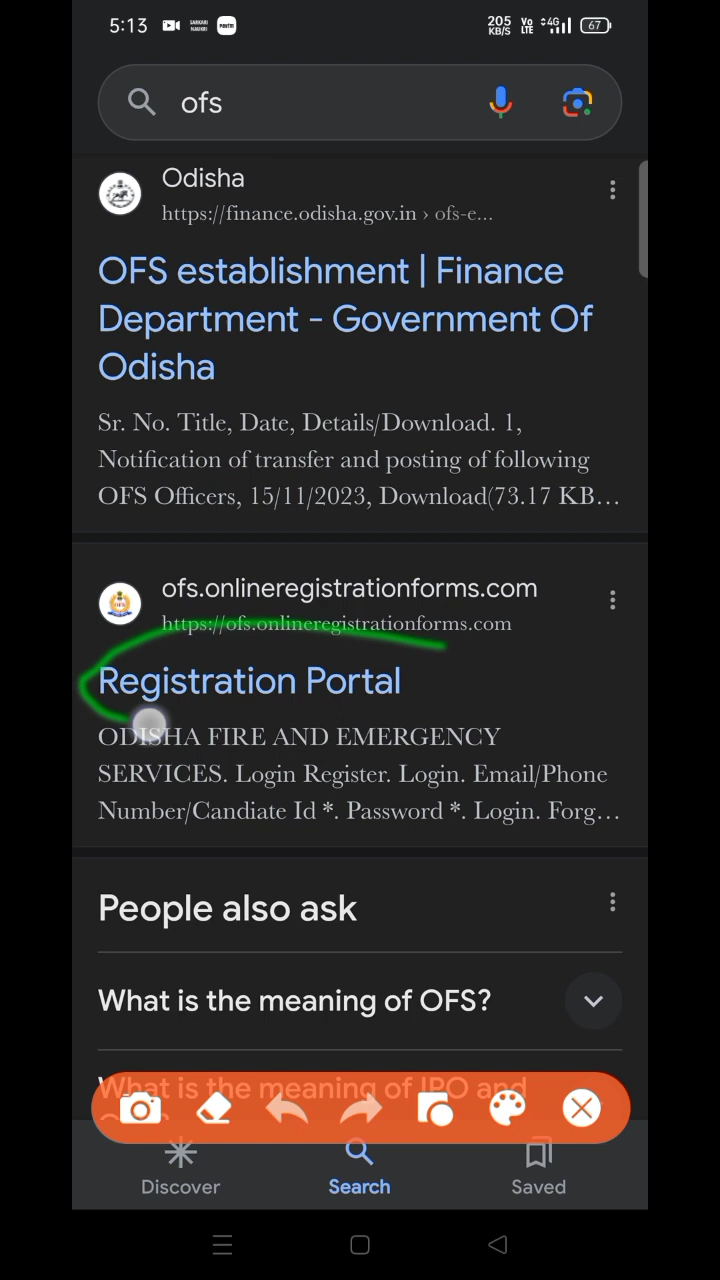 5:13
SARKARI
NAUKRI
Paytm
205
KB/S
Vo
LTE
4G
67
ofs
Odisha
https://finance.odisha.gov.in › ofs-e...
OFS establishment | Finance
Department - Government Of
Odisha
Sr. No. Title, Date, Details/Download. 1,
Notification of transfer and posting of following
OFS Officers, 15/11/2023, Download(73.17 KB...
ofs.onlineregistrationforms.com
https://ofs.onlineregistrationforms.com
Registration Portal
ODISHA FIRE AND EMERGENCY
SERVICES. Login Register. Login. Email/Phone
Number/Candiate Id *. Password *. Login. Forg...
People also ask
What is the meaning of OFS?
What is the meaning of IPO and
Discover
Search
Saved